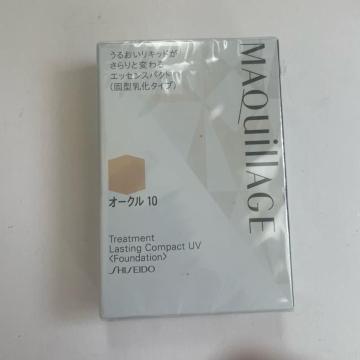 うるおいリキッドが
さらりと変わる
エッセンスパクト
(固型乳化タイプ)
MAQuillAGE
オークル 10
Treatment
Lasting Compact UV
<Foundation>
SHISEIDO